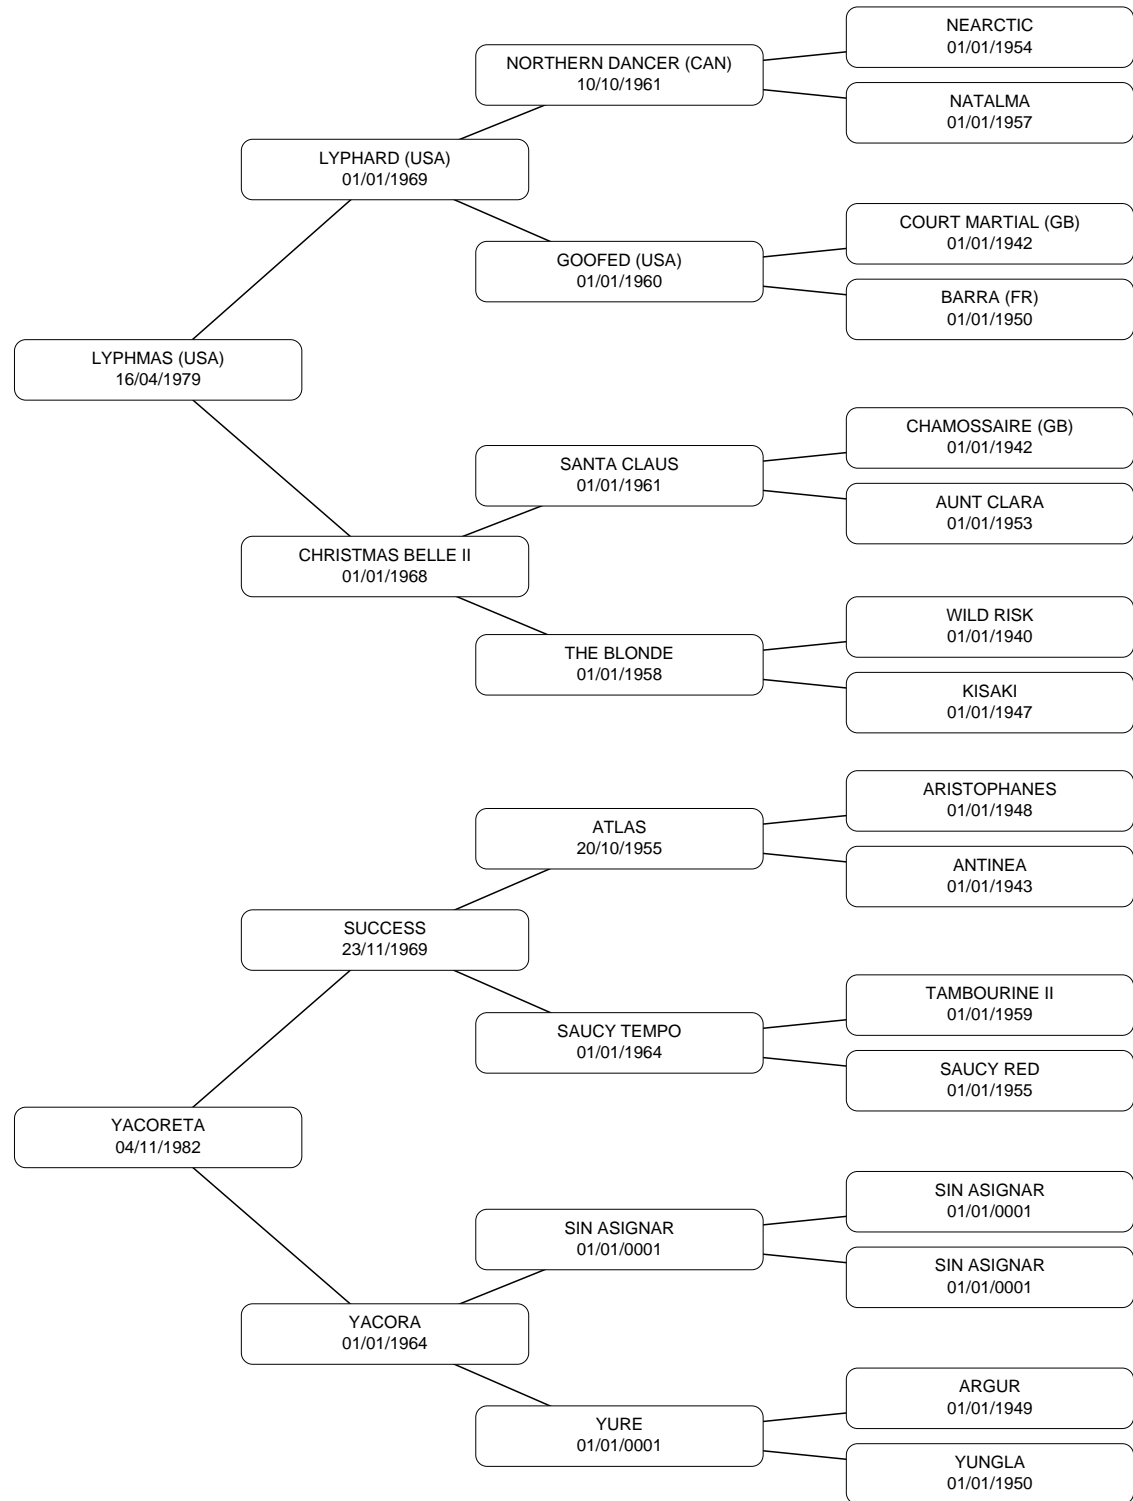 NEARCTIC
01/01/1954
NORTHERN DANCER (CAN)
10/10/1961
NATALMA
01/01/1957
LYPHARD (USA)
01/01/1969
COURT MARTIAL (GB)
01/01/1942
GOOFED (USA)
01/01/1960
BARRA (FR)
01/01/1950
LYPHMAS (USA)
16/04/1979
CHAMOSSAIRE (GB)
01/01/1942
SANTA CLAUS
01/01/1961
AUNT CLARA
01/01/1953
CHRISTMAS BELLE II
01/01/1968
WILD RISK
01/01/1940
THE BLONDE
01/01/1958
KISAKI
01/01/1947
ARISTOPHANES
01/01/1948
ATLAS
20/10/1955
ANTINEA
01/01/1943
SUCCESS
23/11/1969
TAMBOURINE II
01/01/1959
SAUCY TEMPO
01/01/1964
SAUCY RED
01/01/1955
YACORETA
04/11/1982
SIN ASIGNAR
01/01/0001
SIN ASIGNAR
01/01/0001
SIN ASIGNAR
01/01/0001
YACORA
01/01/1964
ARGUR
01/01/1949
YURE
01/01/0001
YUNGLA
01/01/1950